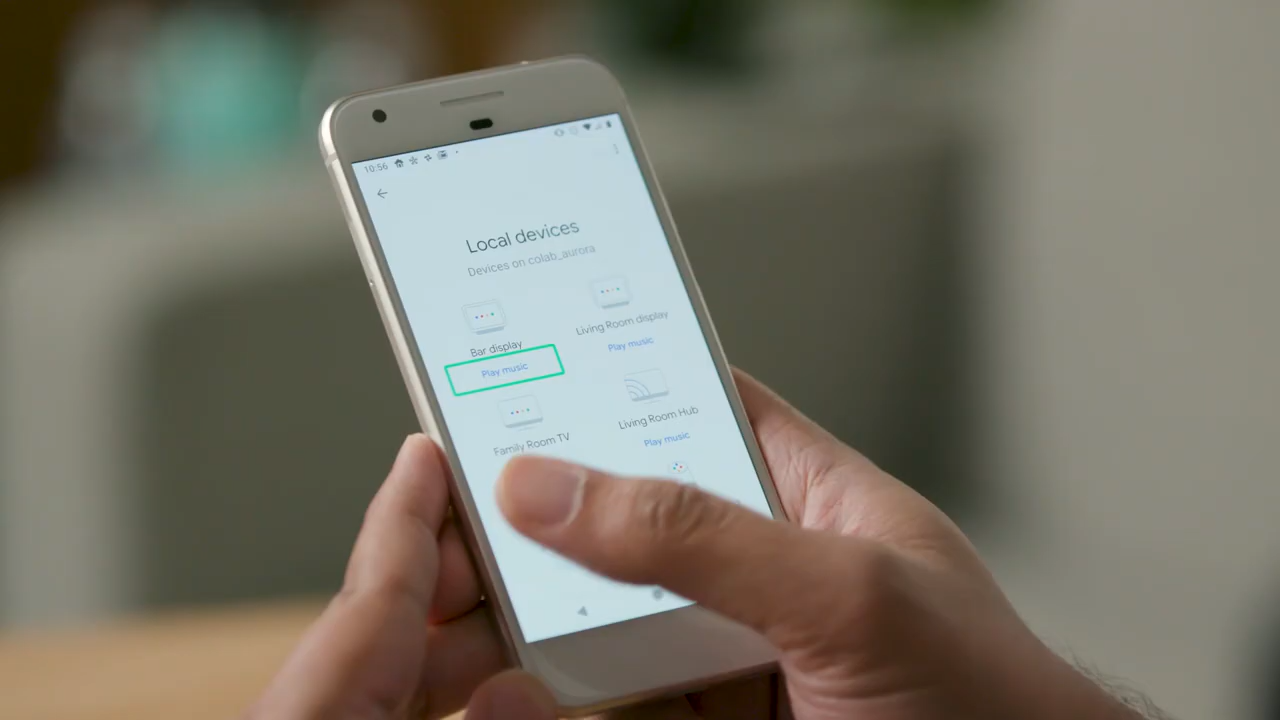 10:56
Local devices
Devices on colab_aurora
Bar display
Play music
Living Room display
Play music
Family Room TV
Living Room Hub
Play music